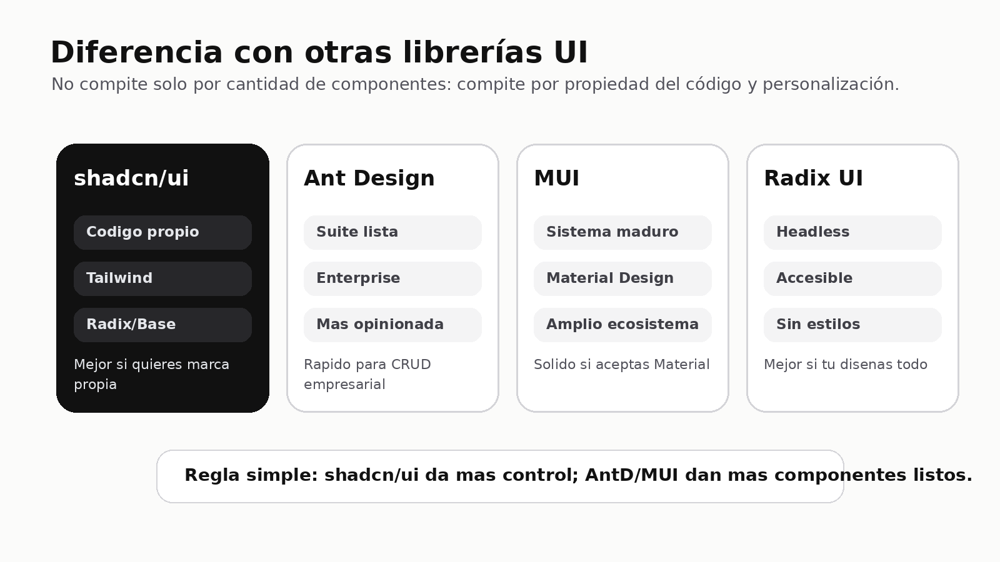 Diferencia con otras librerías UI
No compite solo por cantidad de componentes: compite por propiedad del código y personalización.
shadcn/ui
Codigo propio
Tailwind
Radix/Base
Mejor si quieres marca
propia
Ant Design
Suite lista
Enterprise
Mas opinionada
Rapido para CRUD
empresarial
MUI
Sistema maduro
Material Design
Amplio ecosistema
Solido si aceptas Material
Radix UI
Headless
Accesible
Sin estilos
Mejor si tu disenas todo
Regla simple: shadcn/ui da mas control; AntD/MUI dan mas componentes listos.